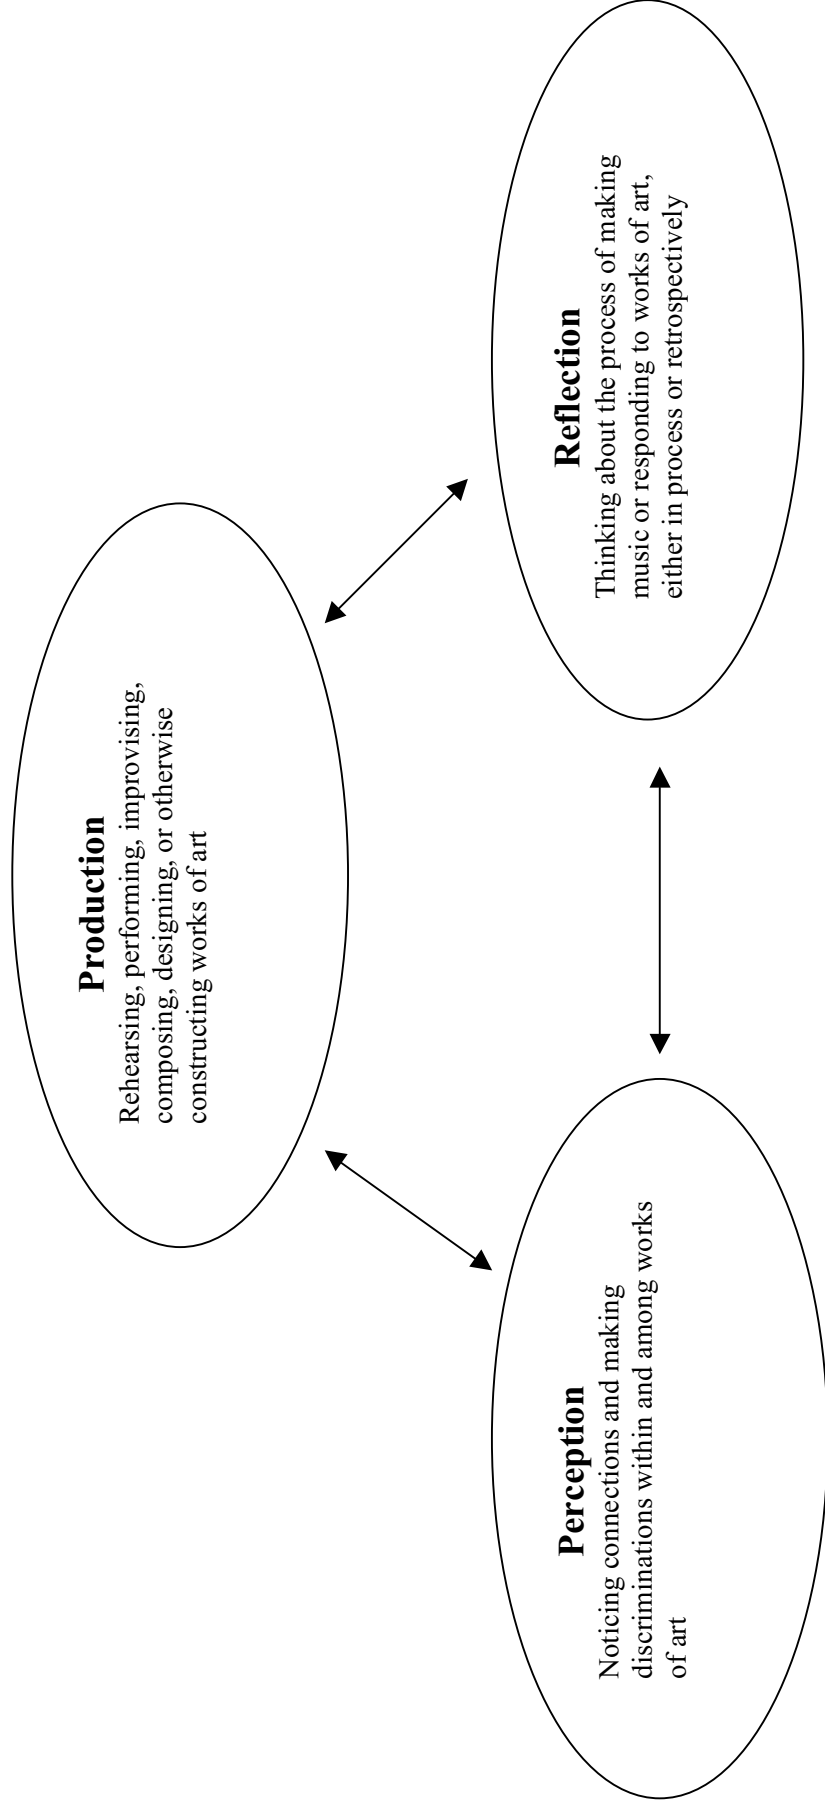 Production
Rehearsing, performing, improvising,
composing, designing, or otherwise
constructing works of art
Perception
Noticing connections and making
discriminations within and among works
of art
Reflection
Thinking about the process of making
music or responding to works of art,
either in process or retrospectively